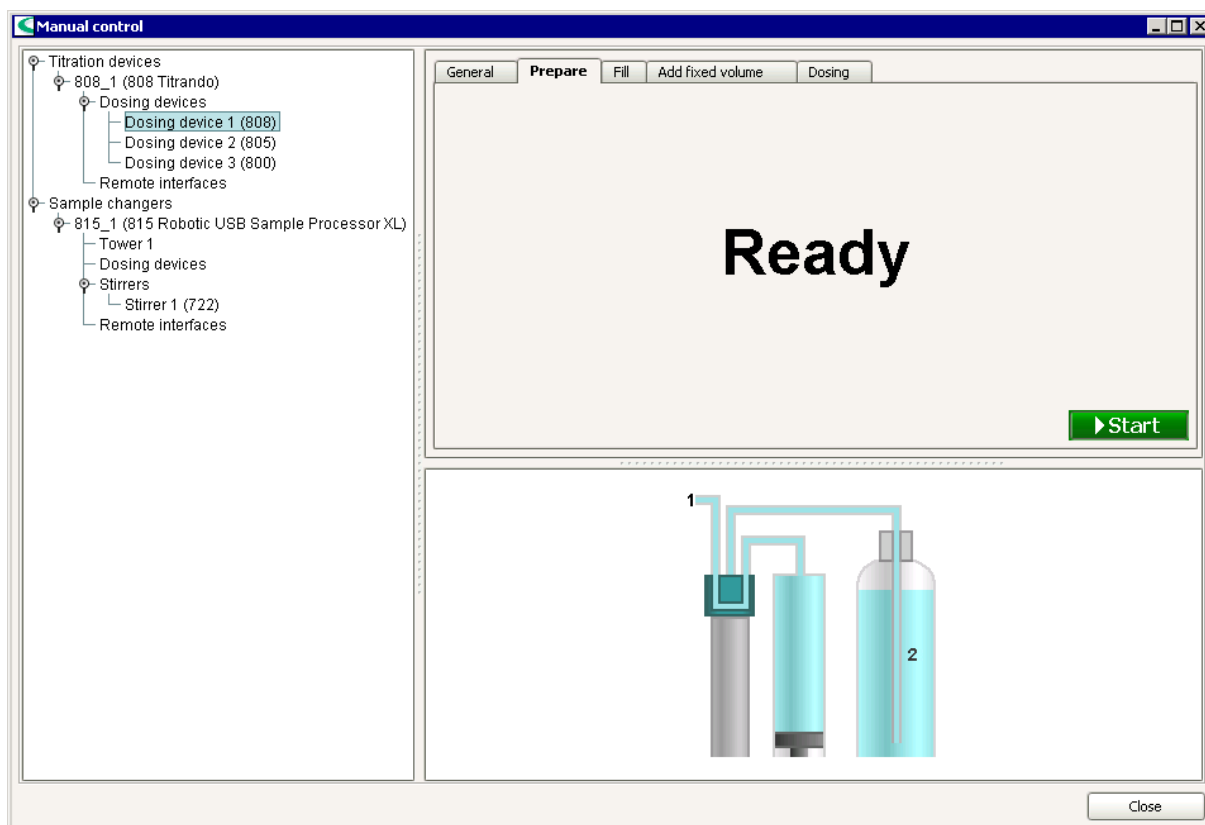 Manual control
Titration devices
808_1 (808 Titrando)
Dosing devices
Dosing device 1 (808)
Dosing device 2 (805)
Dosing device 3 (800)
Remote interfaces
Sample changers
815_1 (815 Robotic USB Sample Processor XL)
Tower 1
Dosing devices
Stirrers
Stirrer 1 (722)
Remote interfaces
General Prepare Fill Add fixed volume Dosing
Ready
Start
1
2
Close